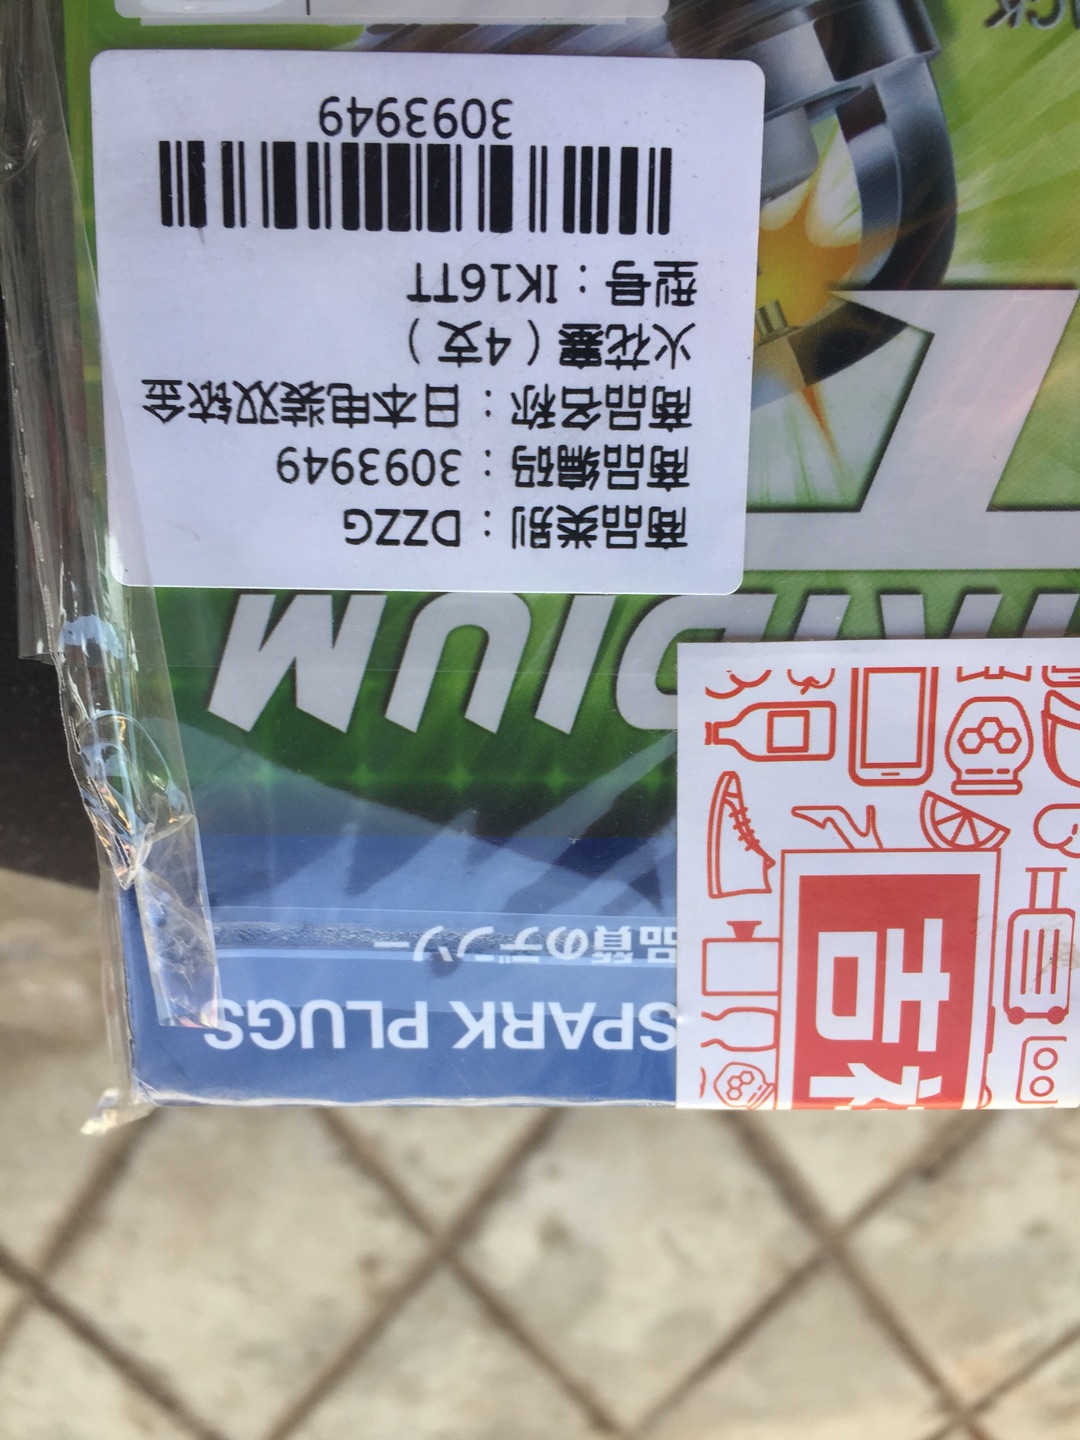 SPARK PLUGS
品質のデンソー
吉
RIDIUM
商品类别：DZZG
商品编码：3093949
商品名称：日本电装双铱金
火花塞（4支）
型号：IK16TT
3093949